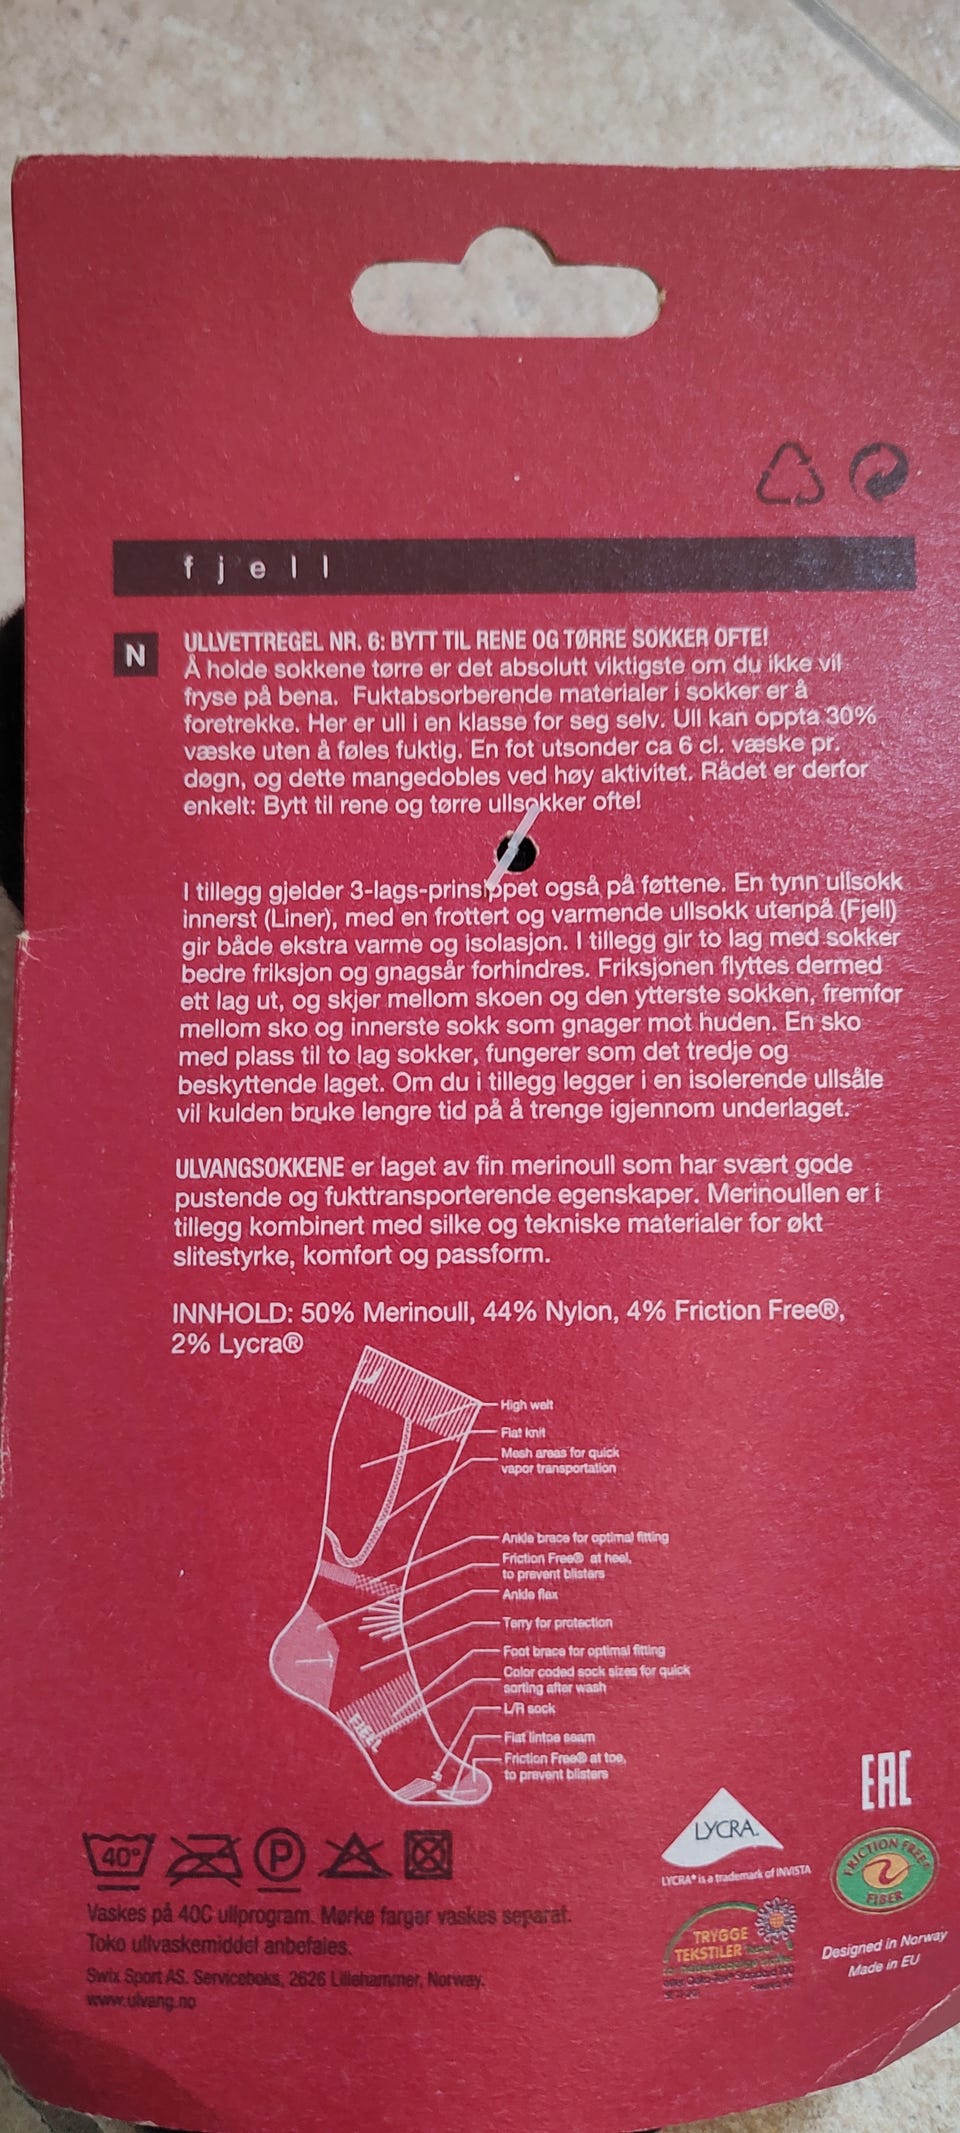 fjell
N
ULLVETTREGEL NR. 6: BYTT TIL RENE OG TØRRE SOKKER OFTE!
Å holde sokkene tørre er det absolutt viktigste om du ikke vil
fryse på bena. Fuktabsorberende materialer i sokker er å
foretrekke. Her er ull i en klasse for seg selv. Ull kan oppta 30%
væske uten å føles fuktig. En fot utsonder ca 6 cl. væske pr.
døgn, og dette mangedobles ved høy aktivitet. Rådet er derfor
enkelt: Bytt til rene og tørre ullsokker ofte!
I tillegg gjelder 3-lags-prinsippet også på føttene. En tynn ullsokk
innerst (Liner), med en frottert og varmende ullsokk utenpå (Fjell)
gir både ekstra varme og isolasjon. I tillegg gir to lag med sokker
bedre friksjon og gnagsår forhindres. Friksjonen flyttes dermed
ett lag ut, og skjer mellom skoen og den ytterste sokken, fremfor
mellom sko og innerste sokk som gnager mot huden. En sko
med plass til to lag sokker, fungerer som det tredje og
beskyttende laget. Om du i tillegg legger i en isolerende ullsåle
vil kulden bruke lengre tid på å trenge igjennom underlaget.
ULVANGSOKKENE er laget av fin merinoull som har svært gode
pustende og fukttransporterende egenskaper. Merinoullen er i
tillegg kombinert med silke og tekniske materialer for økt
slitestyrke, komfort og passform.
INNHOLD: 50% Merinoull, 44% Nylon, 4% Friction Free®,
2% Lycra®
High welt
Flat knit
Mesh areas for quick
vapor transportation
Ankle brace for optimal fitting
Friction Free® at heel,
to prevent blisters
Ankle flex
Terry for protection
Foot brace for optimal fitting
Color coded sock sizes for quick
sorting after wash
L/R sock
Flat lintoe seam
Friction Free® at toe,
to prevent blisters
FJELL
EAC
LYCRA.
LYCRA® is a trademark of INVISTA
FRICTION FREE®
FIBER
40°
P
TRYGGE
TEKSTILER
Designed in Norway
Made in EU
Vaskes på 40C ullprogram. Mørke farger vaskes separat.
Toko ullvaskemiddel anbefales.
Swix Sport AS. Serviceboks, 2626 Lillehammer, Norway.
www.ulvang.no